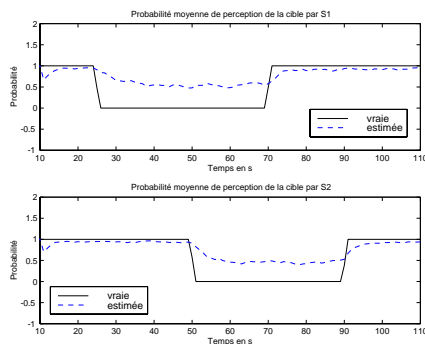 Probabilité moyenne de perception de la cible par S1
2
1.5
1
0.5
0
-0.5
-1
Probabilité
vraie
estimée
10 20 30 40 50 60 70 80 90 100 110
Temps en s
Probabilité moyenne de perception de la cible par S2
2
1.5
1
0.5
0
-0.5
-1
Probabilité
vraie
estimée
10 20 30 40 50 60 70 80 90 100 110
Temps en s